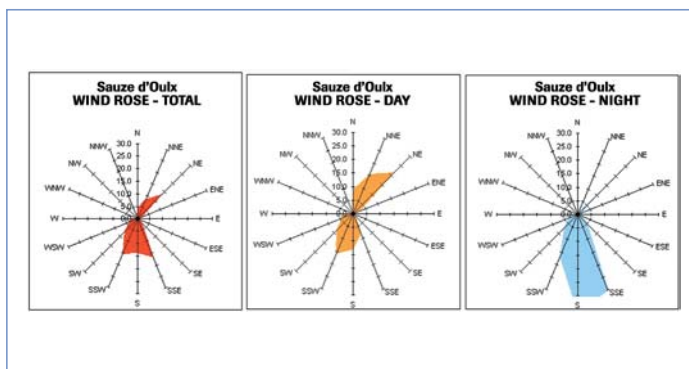 Sauze d'Oulx
WIND ROSE - TOTAL
N
NNE
NE
ENE
E
ESE
SE
SSE
S
SSW
SW
WSW
W
WNW
NW
NNW
30.0
25.0
20.0
15.0
10.0
5.0
0.0
Sauze d'Oulx
WIND ROSE - DAY
N
NNE
NE
ENE
E
ESE
SE
SSE
S
SSW
SW
WSW
W
WNW
NW
NNW
30.0
25.0
20.0
15.0
10.0
5.0
0.0
Sauze d'Oulx
WIND ROSE - NIGHT
N
NNE
NE
ENE
E
ESE
SE
SSE
S
SSW
SW
WSW
W
WNW
NW
NNW
30.0
25.0
20.0
15.0
10.0
5.0
0.0